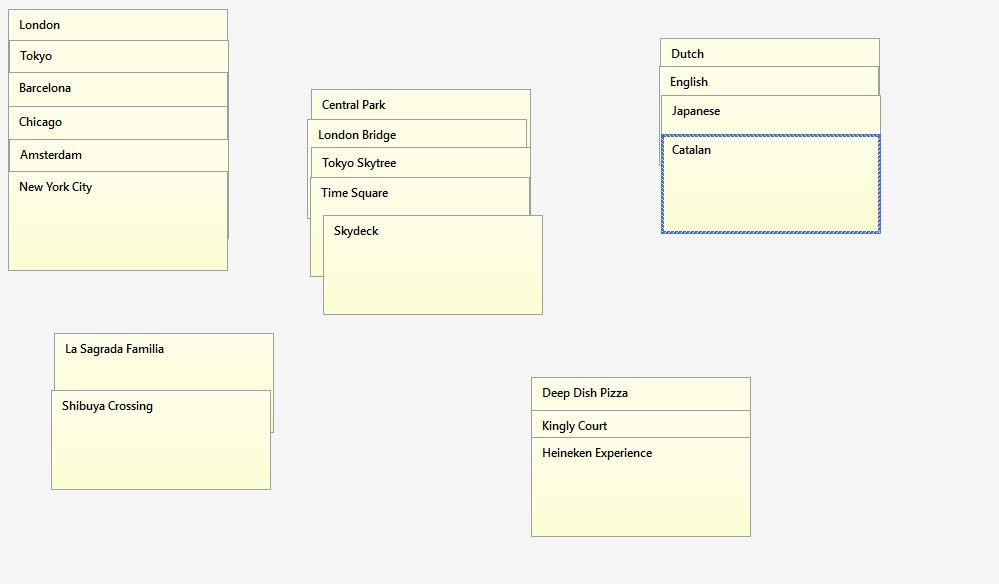 London
Tokyo
Barcelona
Chicago
Amsterdam
New York City
Central Park
London Bridge
Tokyo Skytree
Time Square
Skydeck
Dutch
English
Japanese
Catalan
La Sagrada Familia
Shibuya Crossing
Deep Dish Pizza
Kingly Court
Heineken Experience